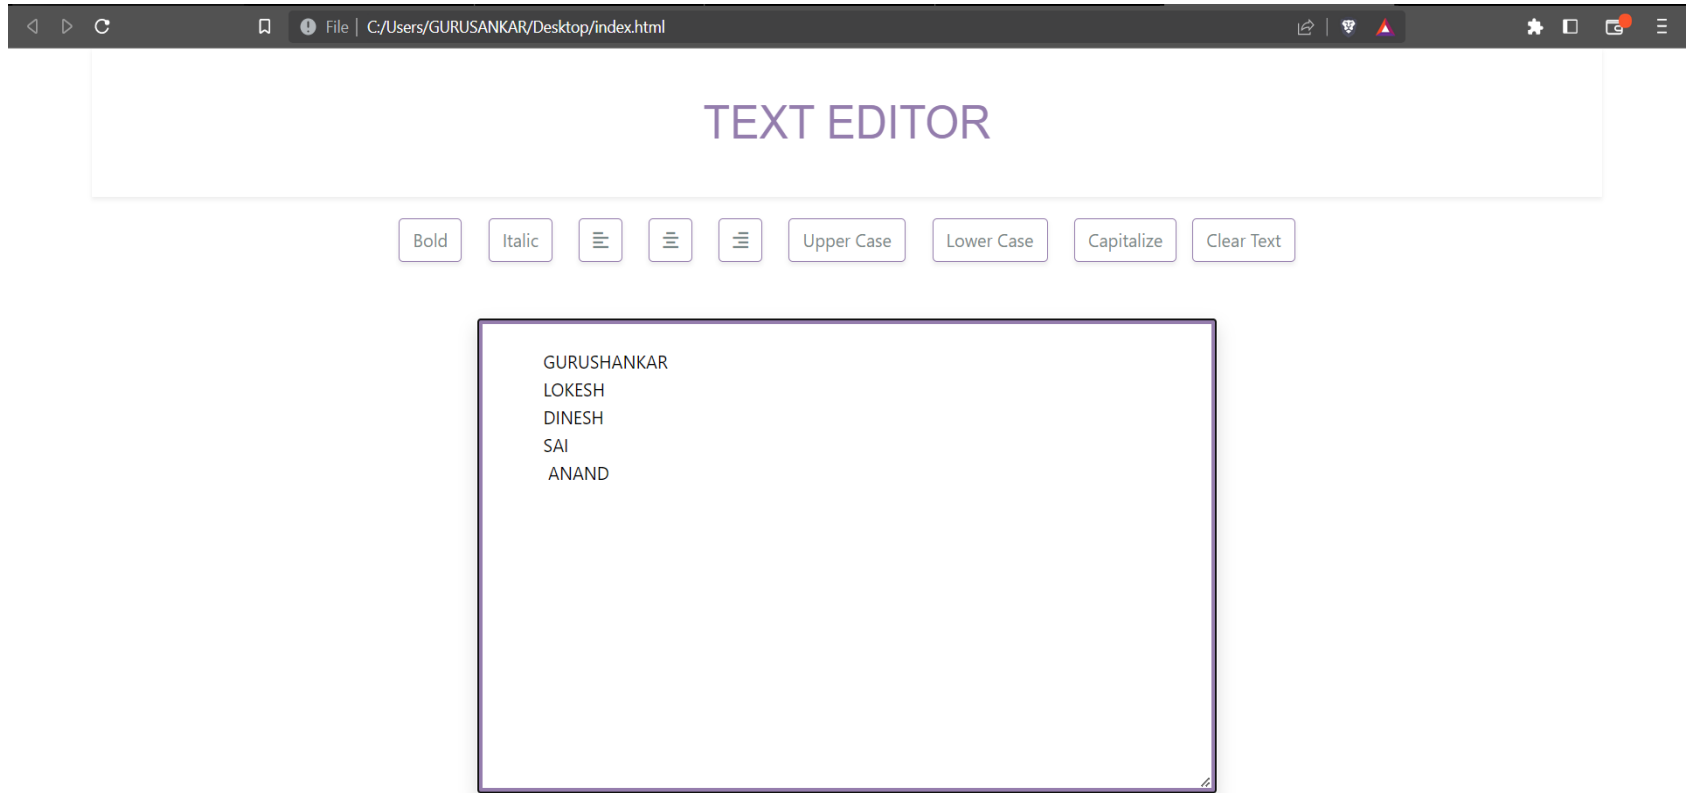 File | C:/Users/GURUSANKAR/Desktop/index.html
TEXT EDITOR
Bold Italic Upper Case Lower Case Capitalize Clear Text
GURUSHANKAR
LOKESH
DINESH
SAI
ANAND